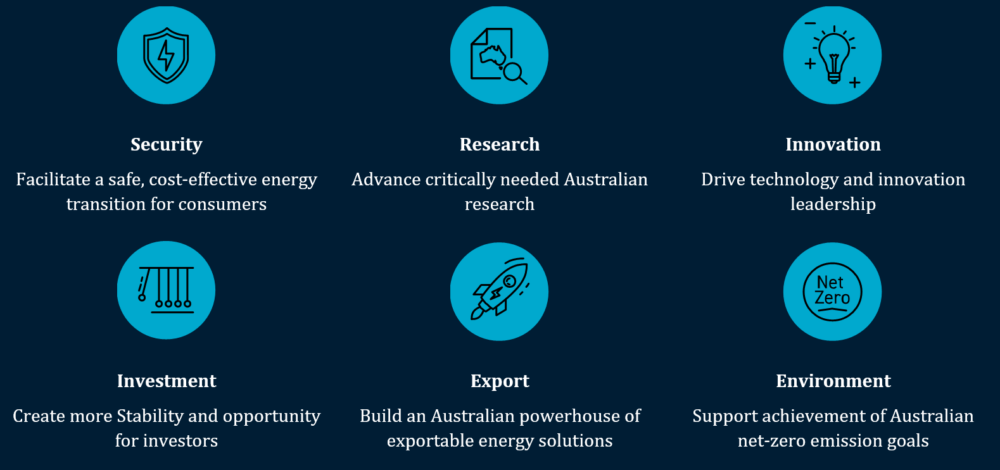 Security
Facilitate a safe, cost-effective energy
transition for consumers
Research
Advance critically needed Australian
research
Innovation
Drive technology and innovation
leadership
Investment
Create more Stability and opportunity
for investors
Export
Build an Australian powerhouse of
exportable energy solutions
Net
Zero
Environment
Support achievement of Australian
net-zero emission goals